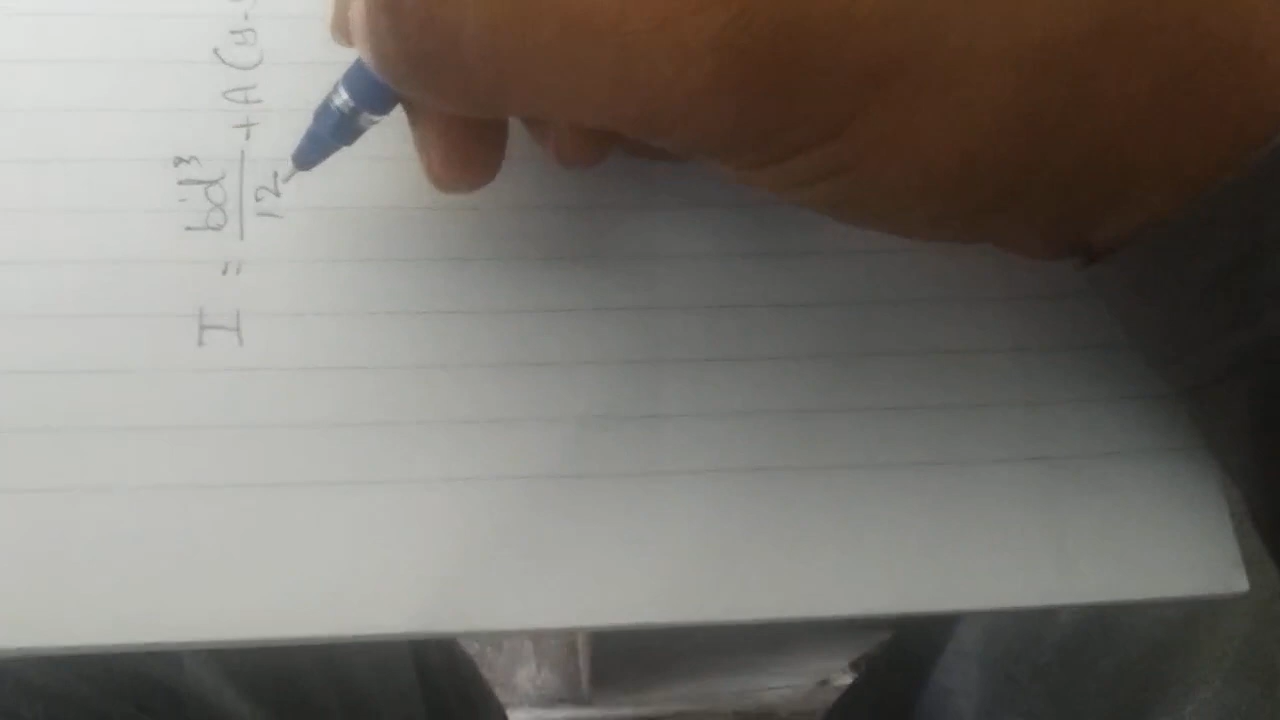 I = bd³/12 + A(y-